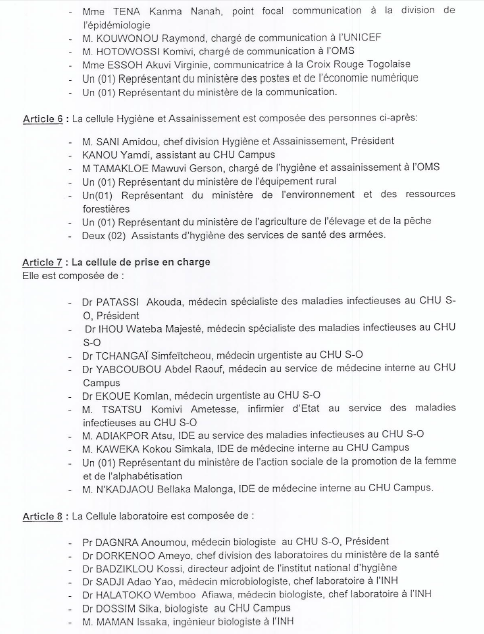 - Mme TENA Kanma Nanah, point focal communication à la division de
l'épidémiologie
- M. KOUWONOU Raymond, chargé de communication à l'UNICEF
- M. HOTOWOSSI Komivi, chargé de communication à l'OMS
- Mme ESSOH Akuvi Virginie, communicatrice à la Croix Rouge Togolaise
- Un (01) Représentant du ministère des postes et de l'économie numérique
- Un (01) Représentant du ministère de la communication.
Article 6 : La cellule Hygiène et Assainissement est composée des personnes ci-après:
- M. SANI Amidou, chef division Hygiène et Assainissement, Président
- KANOU Yamdi, assistant au CHU Campus
- M TAMAKLOE Mawuvi Gerson, chargé de l'hygiène et assainissement à l'OMS
- Un (01) Représentant du ministère de l'équipement rural
- Un(01) Représentant du ministère de l'environnement et des ressources
forestières
- Un (01) Représentant du ministère de l'agriculture de l'élevage et de la pêche
- Deux (02) Assistants d'hygiène des services de santé des armées.
Article 7 : La cellule de prise en charge
Elle est composée de :
- Dr PATASSI Akouda, médecin spécialiste des maladies infectieuses au CHU S-
O, Président
- Dr IHOU Wateba Majesté, médecin spécialiste des maladies infectieuses au CHU
S-O
- Dr TCHANGAÏ Simfeïtcheou, médecin urgentiste au CHU S-O
- Dr YABCOUBOU Abdel Raouf, médecin au service de médecine interne au CHU
Campus
- Dr EKOUE Komlan, médecin urgentiste au CHU S-O
- M. TSATSU Komivi Ametesse, infirmier d'Etat au service des maladies
infectieuses au CHU S-O
- M. ADIAKPOR Atsu, IDE au service des maladies infectieuses au CHU S-O
- M. KAWEKA Kokou Simkala, IDE de médecine interne au CHU Campus
- Un (01) Représentant du ministère de l'action sociale de la promotion de la femme
et de l'alphabétisation
- M. N'KADJAOU Bellaka Malonga, IDE de médecine interne au CHU Campus.
Article 8 : La Cellule laboratoire est composée de :
- Pr DAGNRA Anoumou, médecin biologiste au CHU S-O, Président
- Dr DORKENOO Ameyo, chef division des laboratoires du ministère de la santé
- Dr BADZIKLOU Kossi, directeur adjoint de l'institut national d'hygiène
- Dr SADJI Adao Yao, médecin microbiologiste, chef laboratoire à l'INH
- Dr HALATOKO Wemboo Afiawa, médecin biologiste, chef laboratoire à l'INH
- Dr DOSSIM Sika, biologiste au CHU Campus
- M. MAMAN Issaka, ingénieur biologiste à l'INH